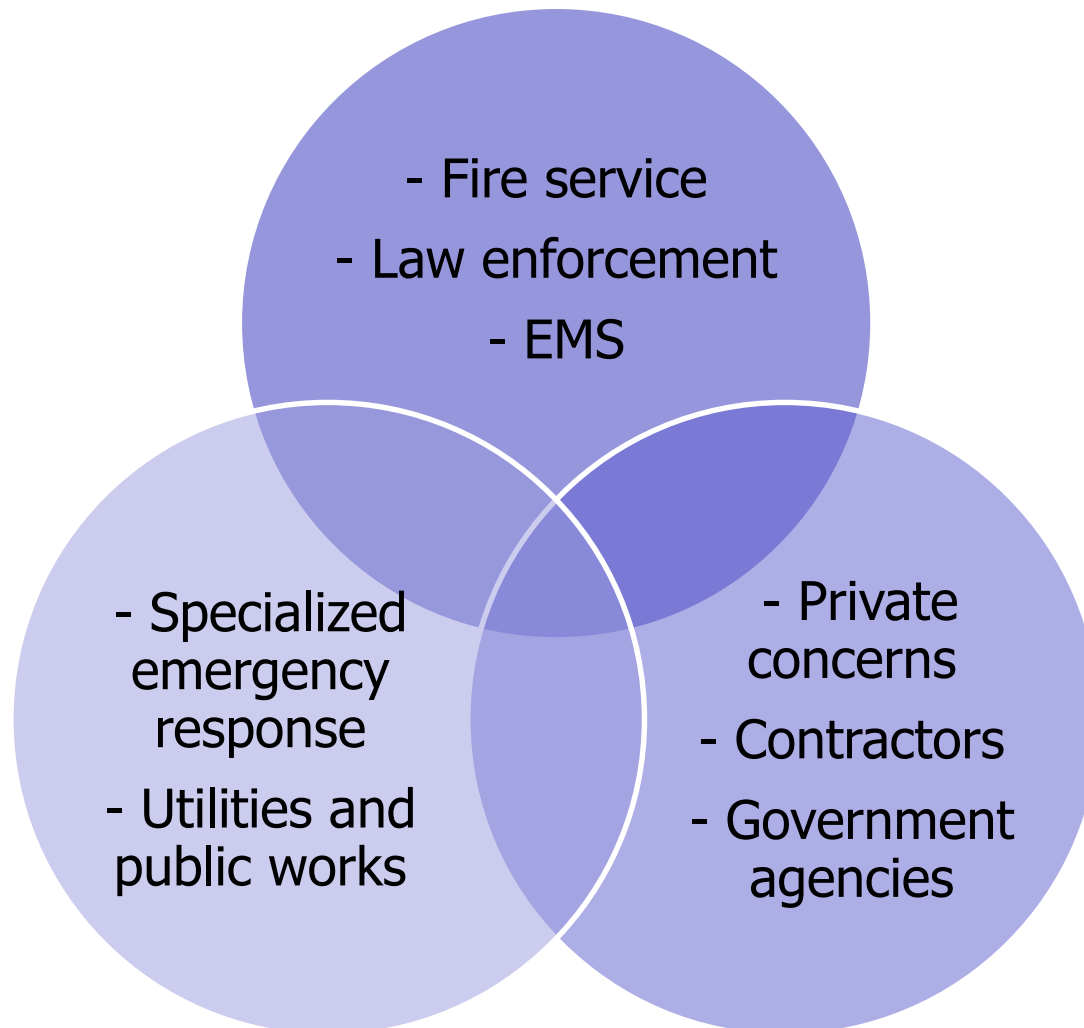 - Fire service
- Law enforcement
- EMS
- Specialized
emergency
response
- Utilities and
public works
- Private
concerns
- Contractors
- Government
agencies